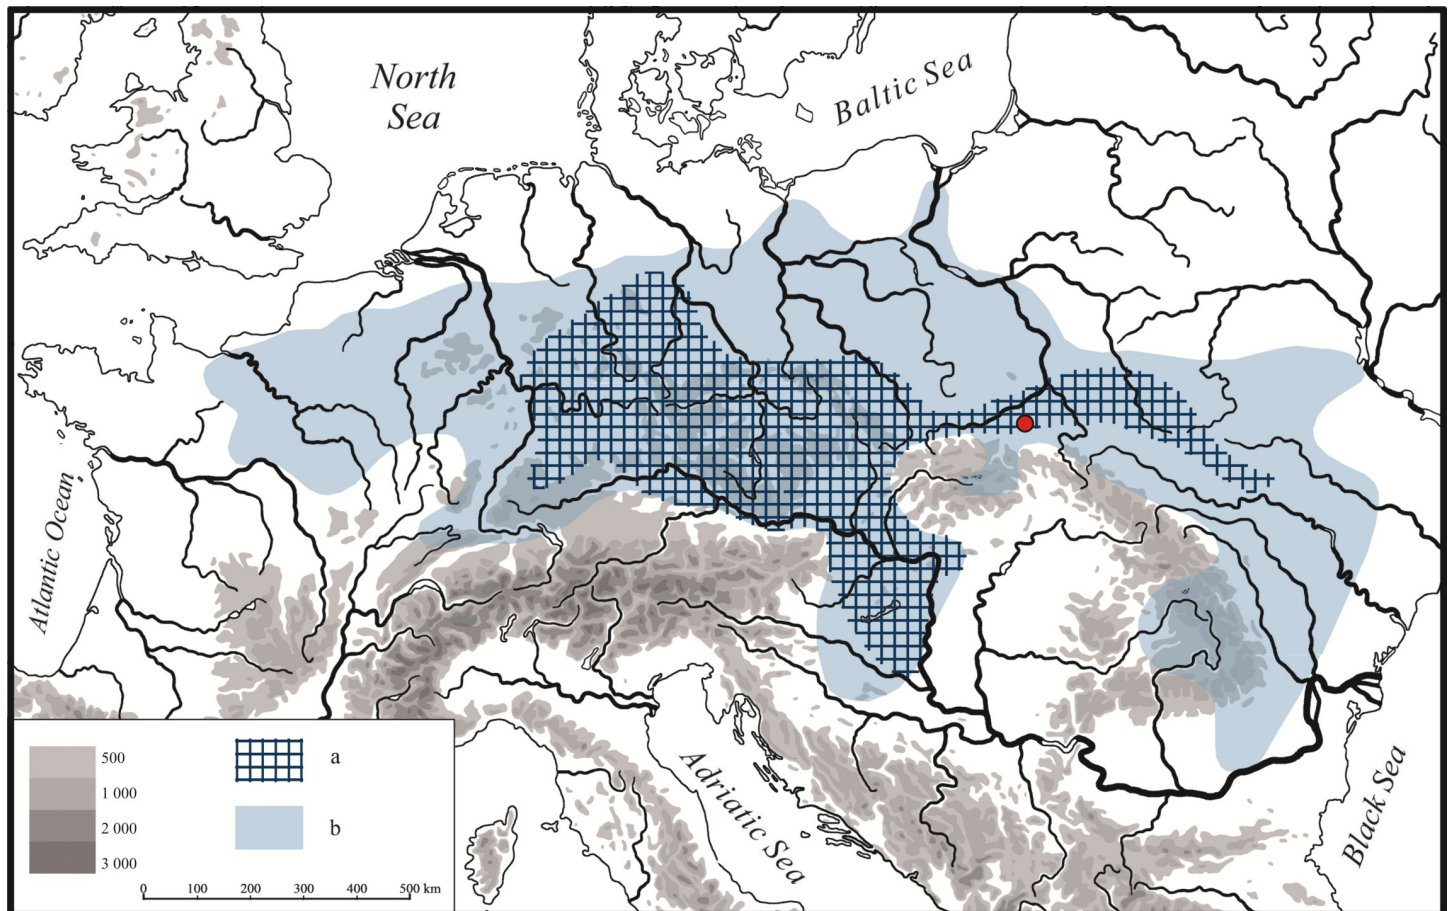 North
Sea
Baltic Sea
Atlantic Ocean
Adriatic Sea
Black Sea
500
1 000
2 000
3 000
a
b
0 100 200 300 400 500 km